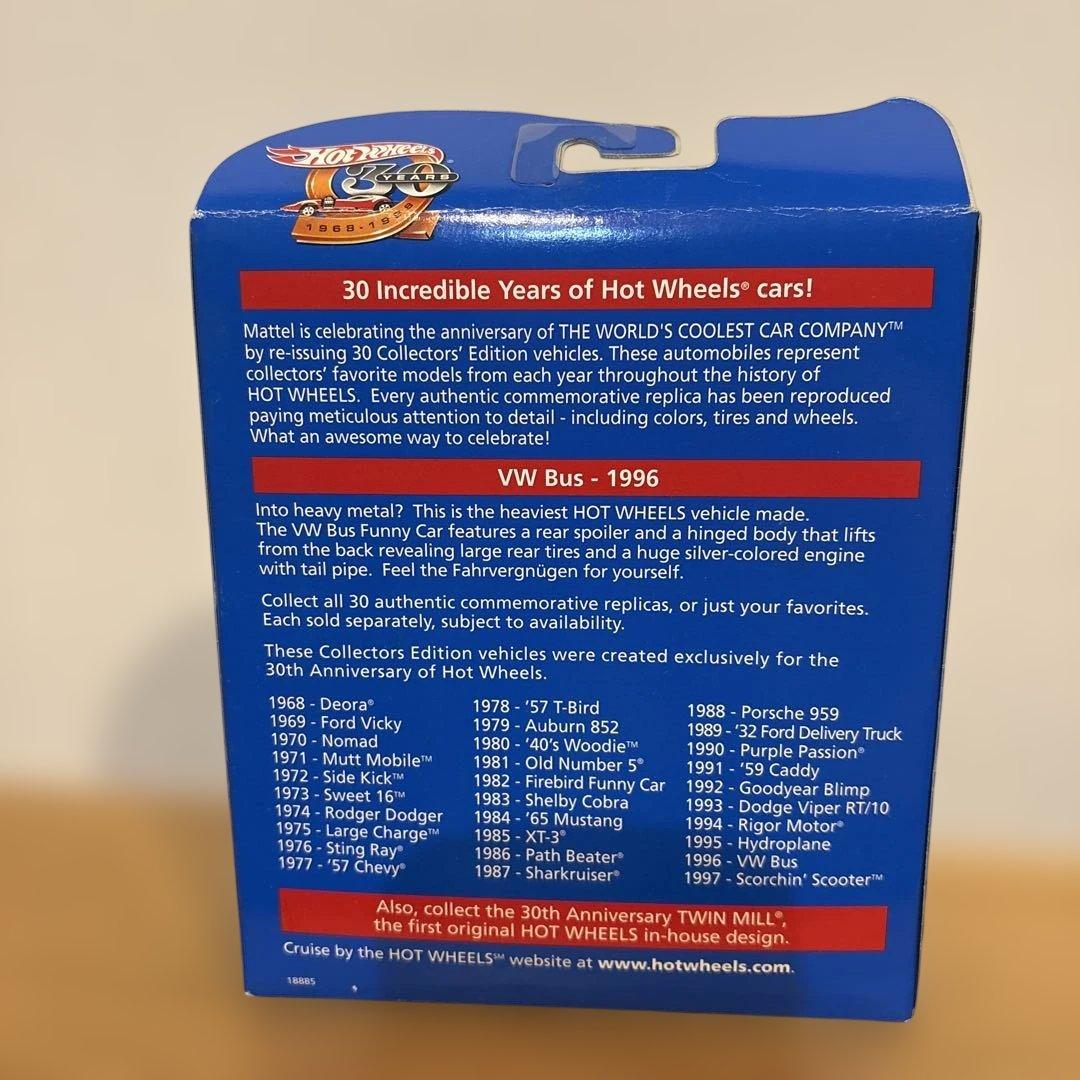 Hot Wheels®
30 YEARS
1968-1998
30 Incredible Years of Hot Wheels® cars!
Mattel is celebrating the anniversary of THE WORLD'S COOLEST CAR COMPANY™
by re-issuing 30 Collectors' Edition vehicles. These automobiles represent
collectors' favorite models from each year throughout the history of
HOT WHEELS. Every authentic commemorative replica has been reproduced
paying meticulous attention to detail - including colors, tires and wheels.
What an awesome way to celebrate!
VW Bus - 1996
Into heavy metal? This is the heaviest HOT WHEELS vehicle made.
The VW Bus Funny Car features a rear spoiler and a hinged body that lifts
from the back revealing large rear tires and a huge silver-colored engine
with tail pipe. Feel the Fahrvergnügen for yourself.
Collect all 30 authentic commemorative replicas, or just your favorites.
Each sold separately, subject to availability.
These Collectors Edition vehicles were created exclusively for the
30th Anniversary of Hot Wheels.
1968 - Deora®
1969 - Ford Vicky
1970 - Nomad
1971 - Mutt Mobile™
1972 - Side Kick™
1973 - Sweet 16™
1974 - Rodger Dodger
1975 - Large Charge™
1976 - Sting Ray®
1977 - '57 Chevy®
1978 - '57 T-Bird
1979 - Auburn 852
1980 - '40's Woodie™
1981 - Old Number 5®
1982 - Firebird Funny Car
1983 - Shelby Cobra
1984 - '65 Mustang
1985 - XT-3®
1986 - Path Beater®
1987 - Sharkruiser®
1988 - Porsche 959
1989 - '32 Ford Delivery Truck
1990 - Purple Passion®
1991 - '59 Caddy
1992 - Goodyear Blimp
1993 - Dodge Viper RT/10
1994 - Rigor Motor®
1995 - Hydroplane
1996 - VW Bus
1997 - Scorchin' Scooter™
Also, collect the 30th Anniversary TWIN MILL®,
the first original HOT WHEELS in-house design.
Cruise by the HOT WHEELS℠ website at www.hotwheels.com.
18885